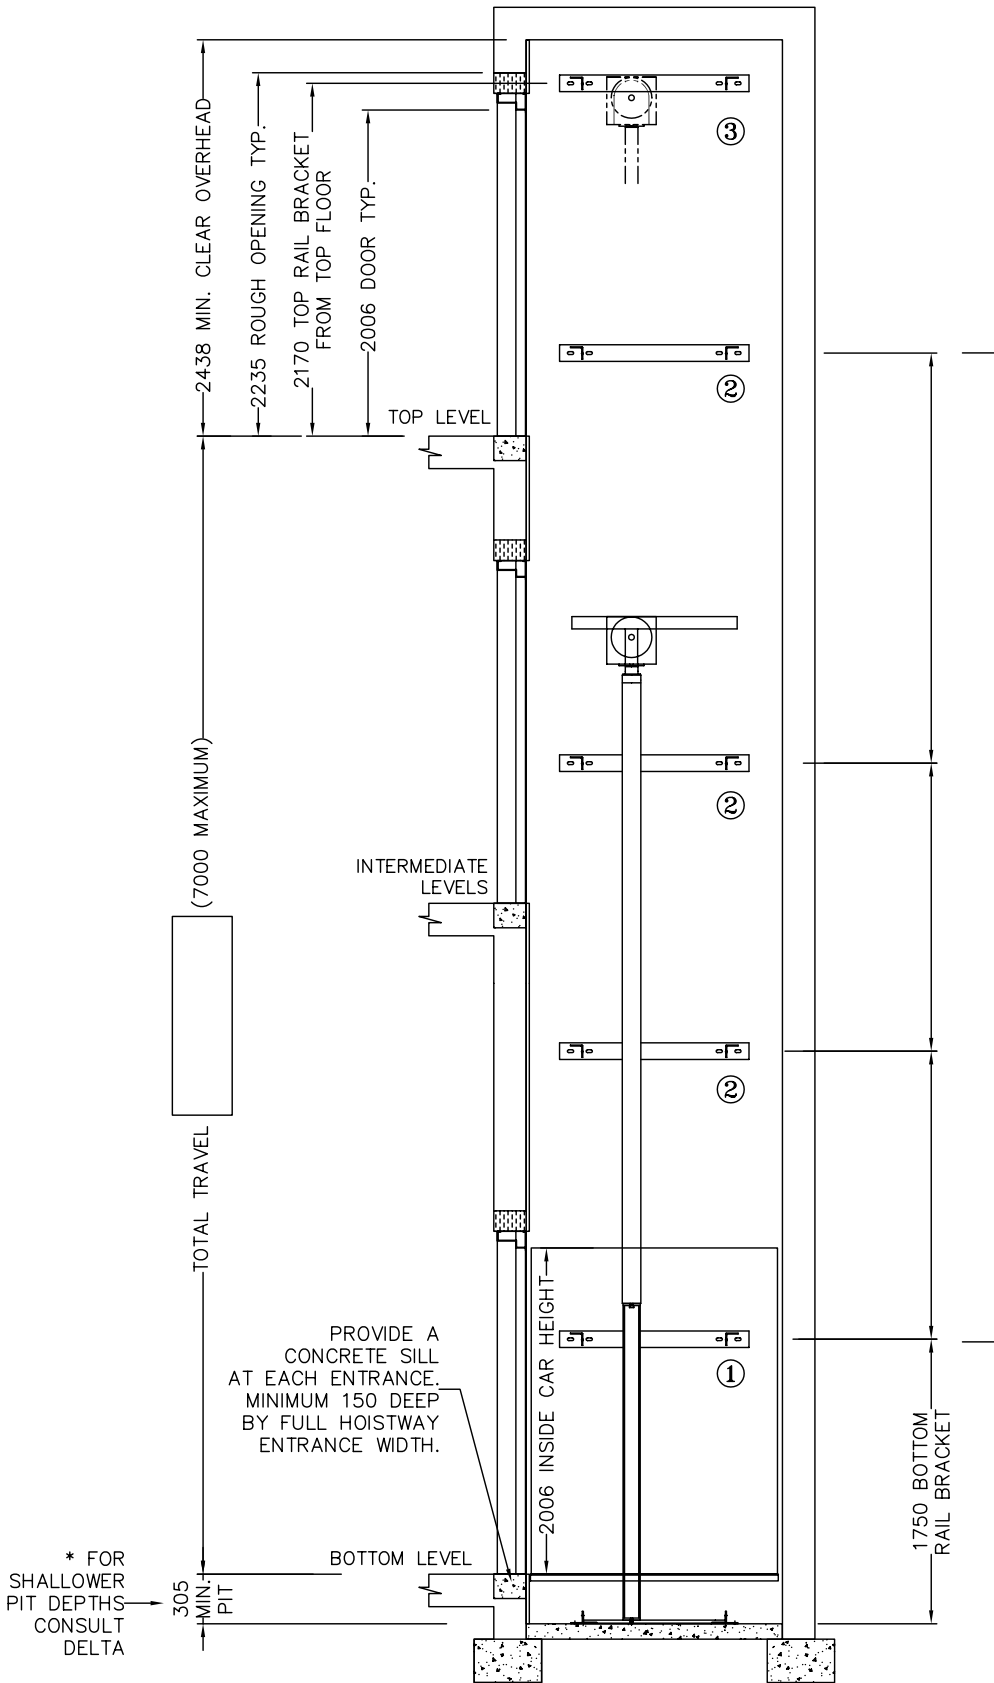 2438 MIN. CLEAR OVERHEAD
2235 ROUGH OPENING TYP.
2170 TOP RAIL BRACKET
FROM TOP FLOOR
2006 DOOR TYP.
③
②
TOP LEVEL
(7000 MAXIMUM)
②
INTERMEDIATE
LEVELS
②
TOTAL TRAVEL
PROVIDE A
CONCRETE SILL
AT EACH ENTRANCE.
MINIMUM 150 DEEP
BY FULL HOISTWAY
ENTRANCE WIDTH.
2006 INSIDE CAR HEIGHT
①
1750 BOTTOM
RAIL BRACKET
BOTTOM LEVEL
* FOR
SHALLOWER
PIT DEPTHS
CONSULT
DELTA
305
MIN.
PIT